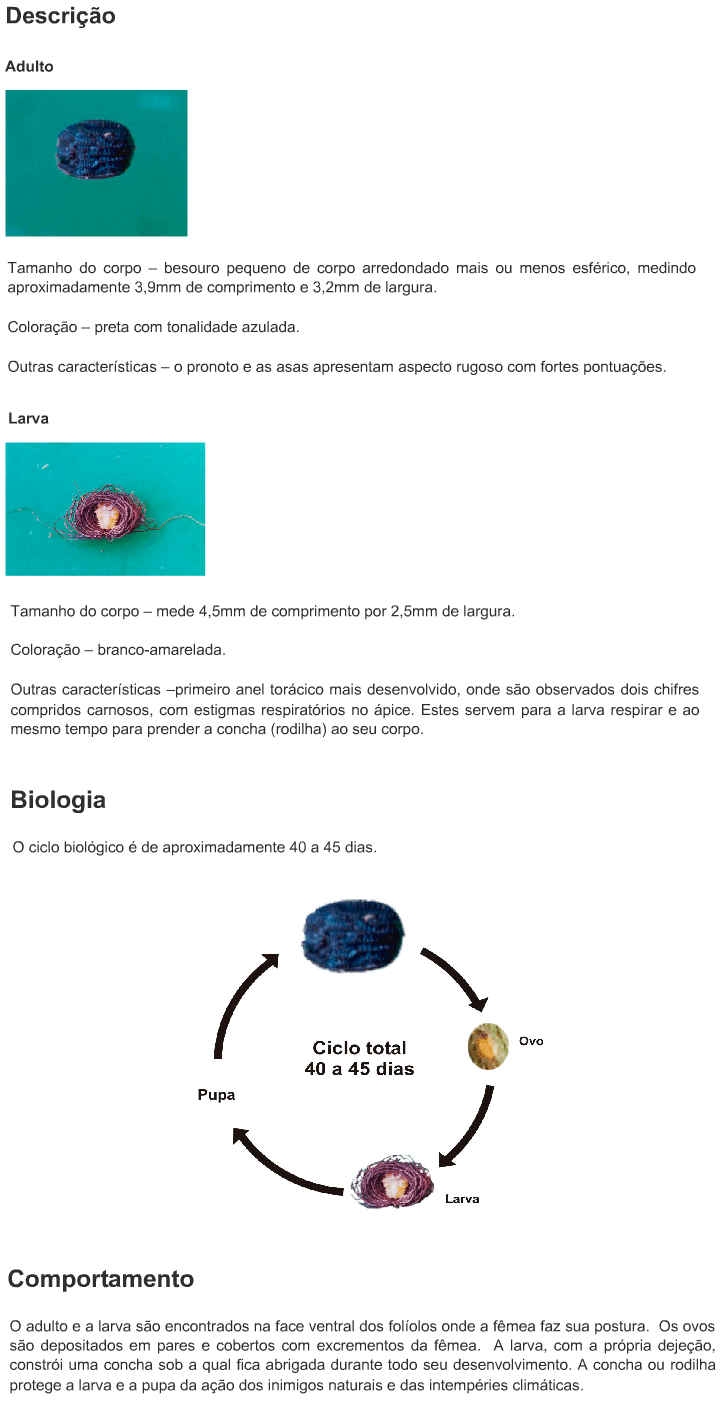 Descrição
Adulto
Tamanho do corpo – besouro pequeno de corpo arredondado mais ou menos esférico, medindo
aproximadamente 3,9mm de comprimento e 3,2mm de largura.
Coloração – preta com tonalidade azulada.
Outras características – o pronoto e as asas apresentam aspecto rugoso com fortes pontuações.
Larva
Tamanho do corpo – mede 4,5mm de comprimento por 2,5mm de largura.
Coloração – branco-amarelada.
Outras características –primeiro anel torácico mais desenvolvido, onde são observados dois chifres
compridos carnosos, com estigmas respiratórios no ápice. Estes servem para a larva respirar e ao
mesmo tempo para prender a concha (rodilha) ao seu corpo.
Biologia
O ciclo biológico é de aproximadamente 40 a 45 dias.
Ovo
Ciclo total
40 a 45 dias
Pupa
Larva
Comportamento
O adulto e a larva são encontrados na face ventral dos folíolos onde a fêmea faz sua postura. Os ovos
são depositados em pares e cobertos com excrementos da fêmea. A larva, com a própria dejeção,
constrói uma concha sob a qual fica abrigada durante todo seu desenvolvimento. A concha ou rodilha
protege a larva e a pupa da ação dos inimigos naturais e das intempéries climáticas.